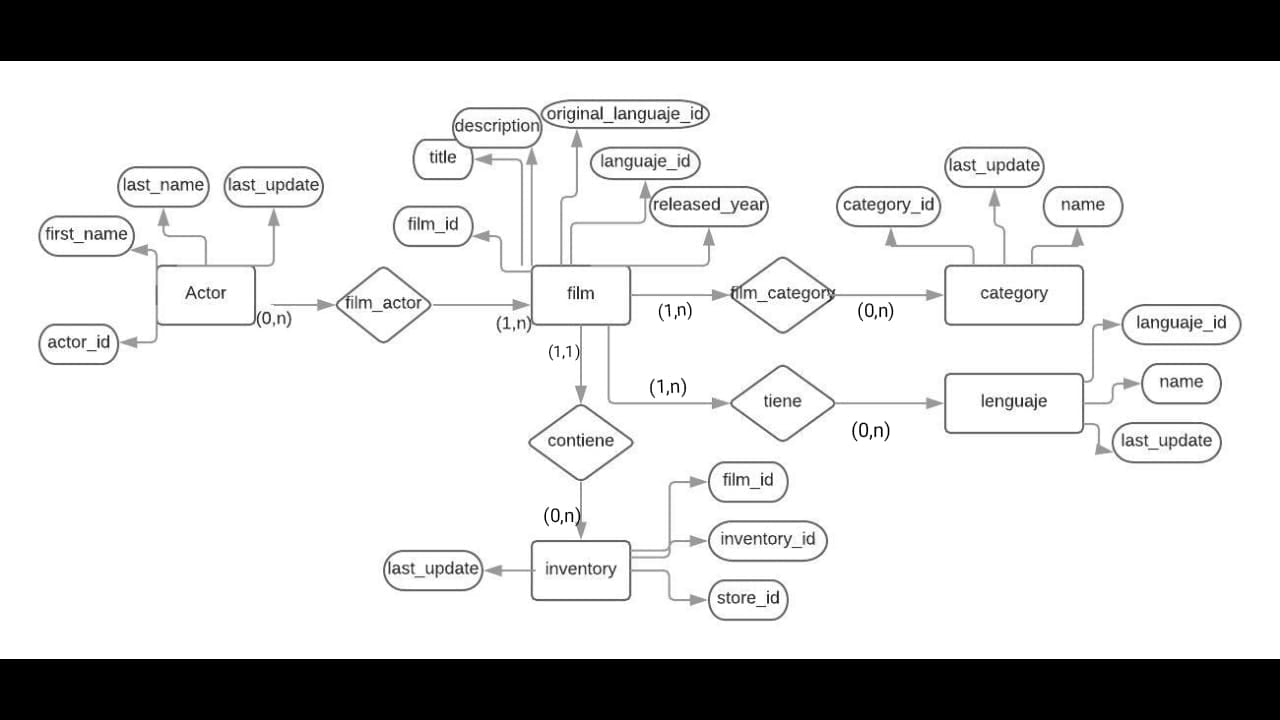 original_languaje_id
description
title
languaje_id
last_update
last_name
last_update
released_year
category_id
name
film_id
first_name
Actor
film
category
film_actor
film_category
(0,n)
(1,n)
(1,n)
(0,n)
languaje_id
actor_id
(1,1)
(1,n)
name
tiene
lenguaje
(0,n)
contiene
last_update
film_id
(0,n)
inventory_id
last_update
inventory
store_id